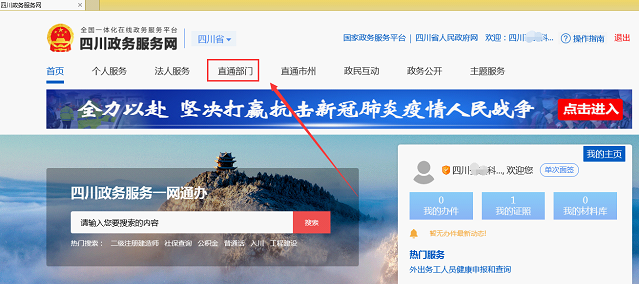 四川政务服务网
全国一体化在线政务服务平台
四川政务服务网
四川省
国家政务服务平台 四川省人民政府网 欢迎：四川 科... 操作指南 退出
首页 个人服务 法人服务 直通部门 直通市州 政民互动 政务公开 主题服务
全力以赴 坚决打赢抗击新冠肺炎疫情人民战争 点击进入
我的主页
四川 科..., 欢迎您 单次面签
四川政务服务一网通办
0 1 0
我的办件 我的证照 我的材料库
请输入您要搜索的内容 搜索
暂无办件最新动态!
热门搜索： 二级注册建造师 社保查询 公积金 普通话 入川 工程建设
热门服务
外出务工人员健康申报和查询